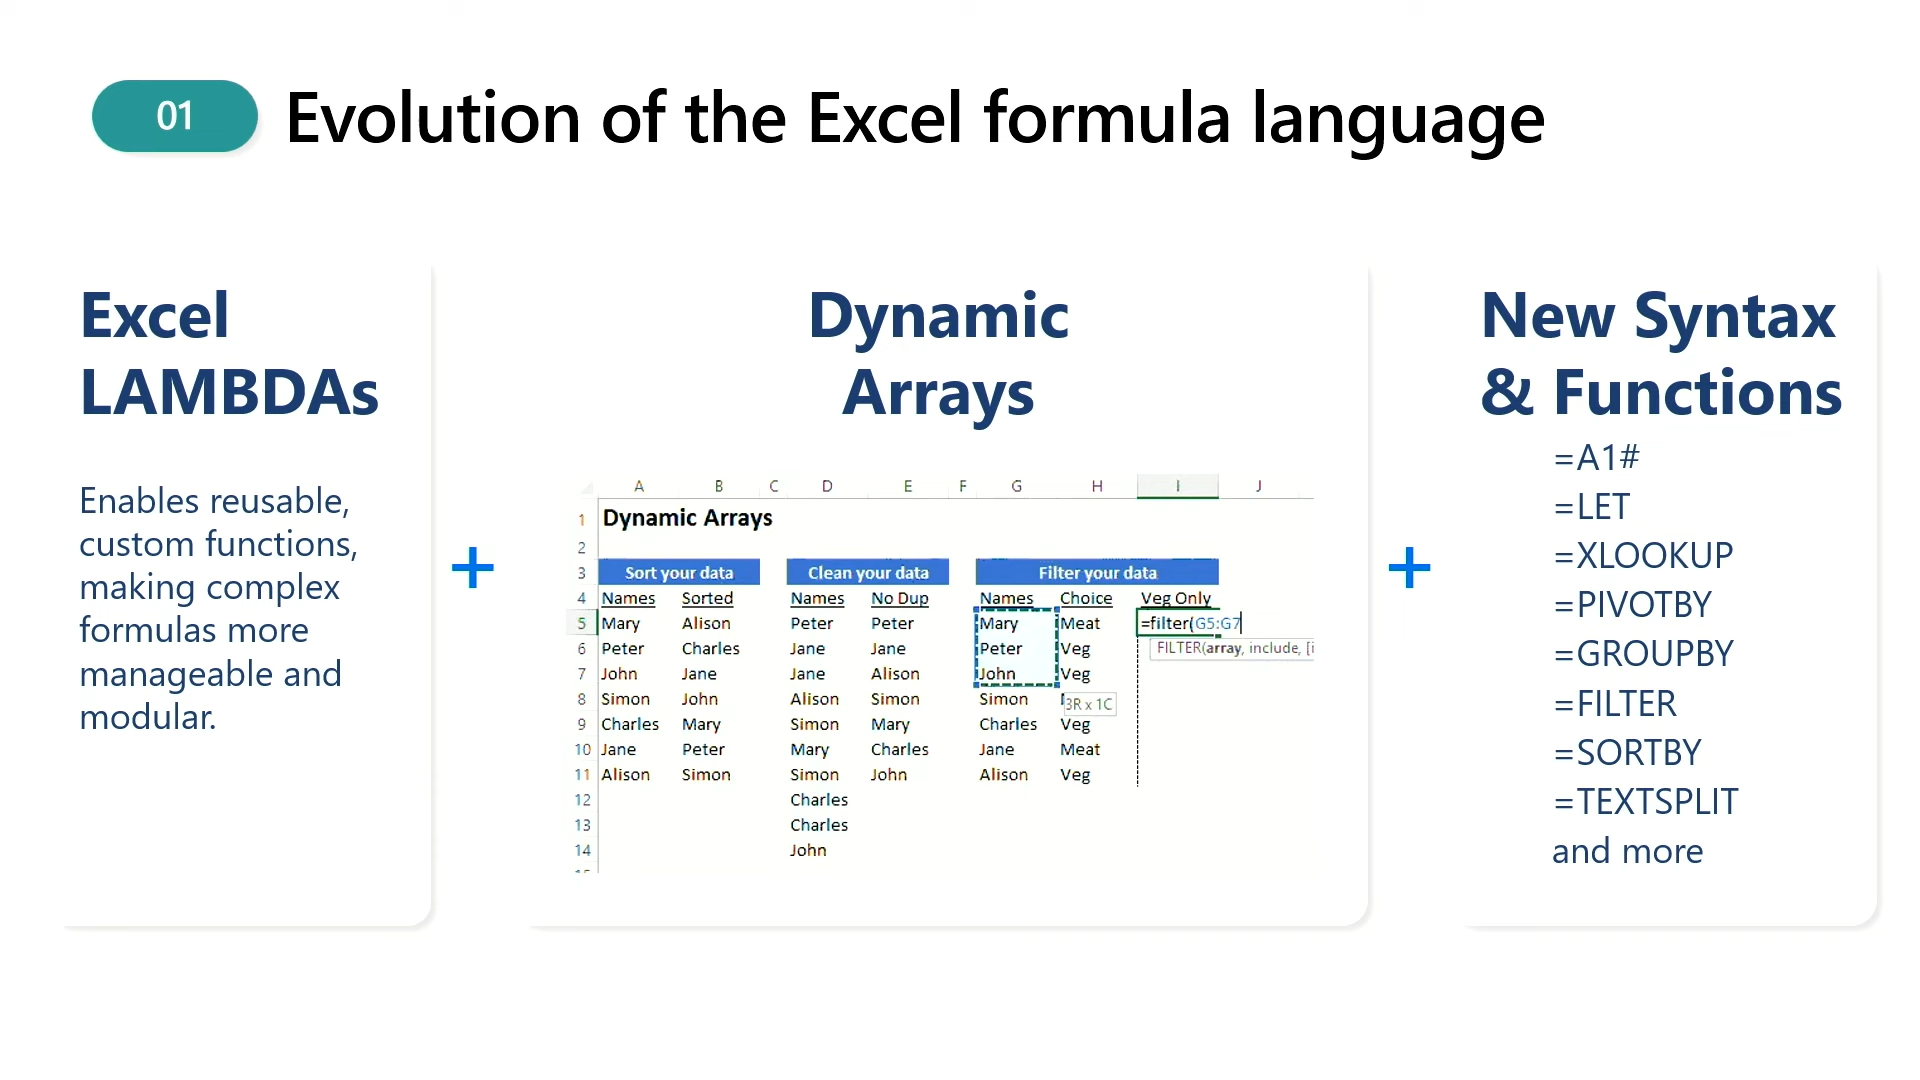 01
Evolution of the Excel formula language
Excel
LAMBDAs
Enables reusable,
custom functions,
making complex
formulas more
manageable and
modular.
+
Dynamic
Arrays
A B C D E F G H I J
1 Dynamic Arrays
2
3 Sort your data Clean your data Filter your data
4 Names Sorted Names No Dup Names Choice Veg Only
5 Mary Alison Peter Peter Mary Meat =filter(G5:G7
6 Peter Charles Jane Jane Peter Veg FILTER(array, include, [i
7 John Jane Jane Alison John Veg
8 Simon John Alison Simon Simon 3R x 1C
9 Charles Mary Simon Mary Charles Veg
10 Jane Peter Mary Charles Jane Meat
11 Alison Simon Simon John Alison Veg
12 Charles
13 Charles
14 John
+
New Syntax
& Functions
=A1#
=LET
=XLOOKUP
=PIVOTBY
=GROUPBY
=FILTER
=SORTBY
=TEXTSPLIT
and more